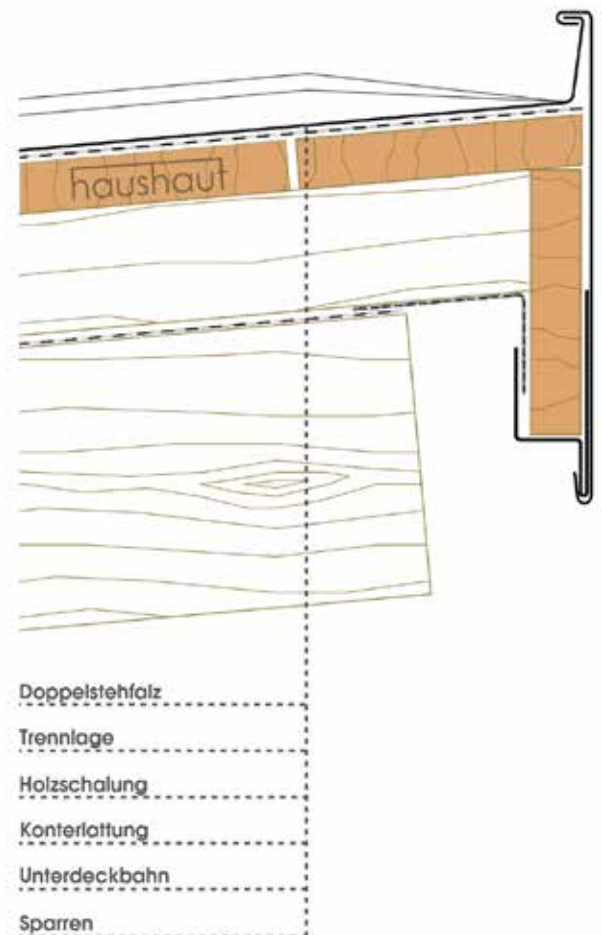 haushaut
Doppelstehfalz
Trennlage
Holzschalung
Konterlattung
Unterdeckbahn
Sparren